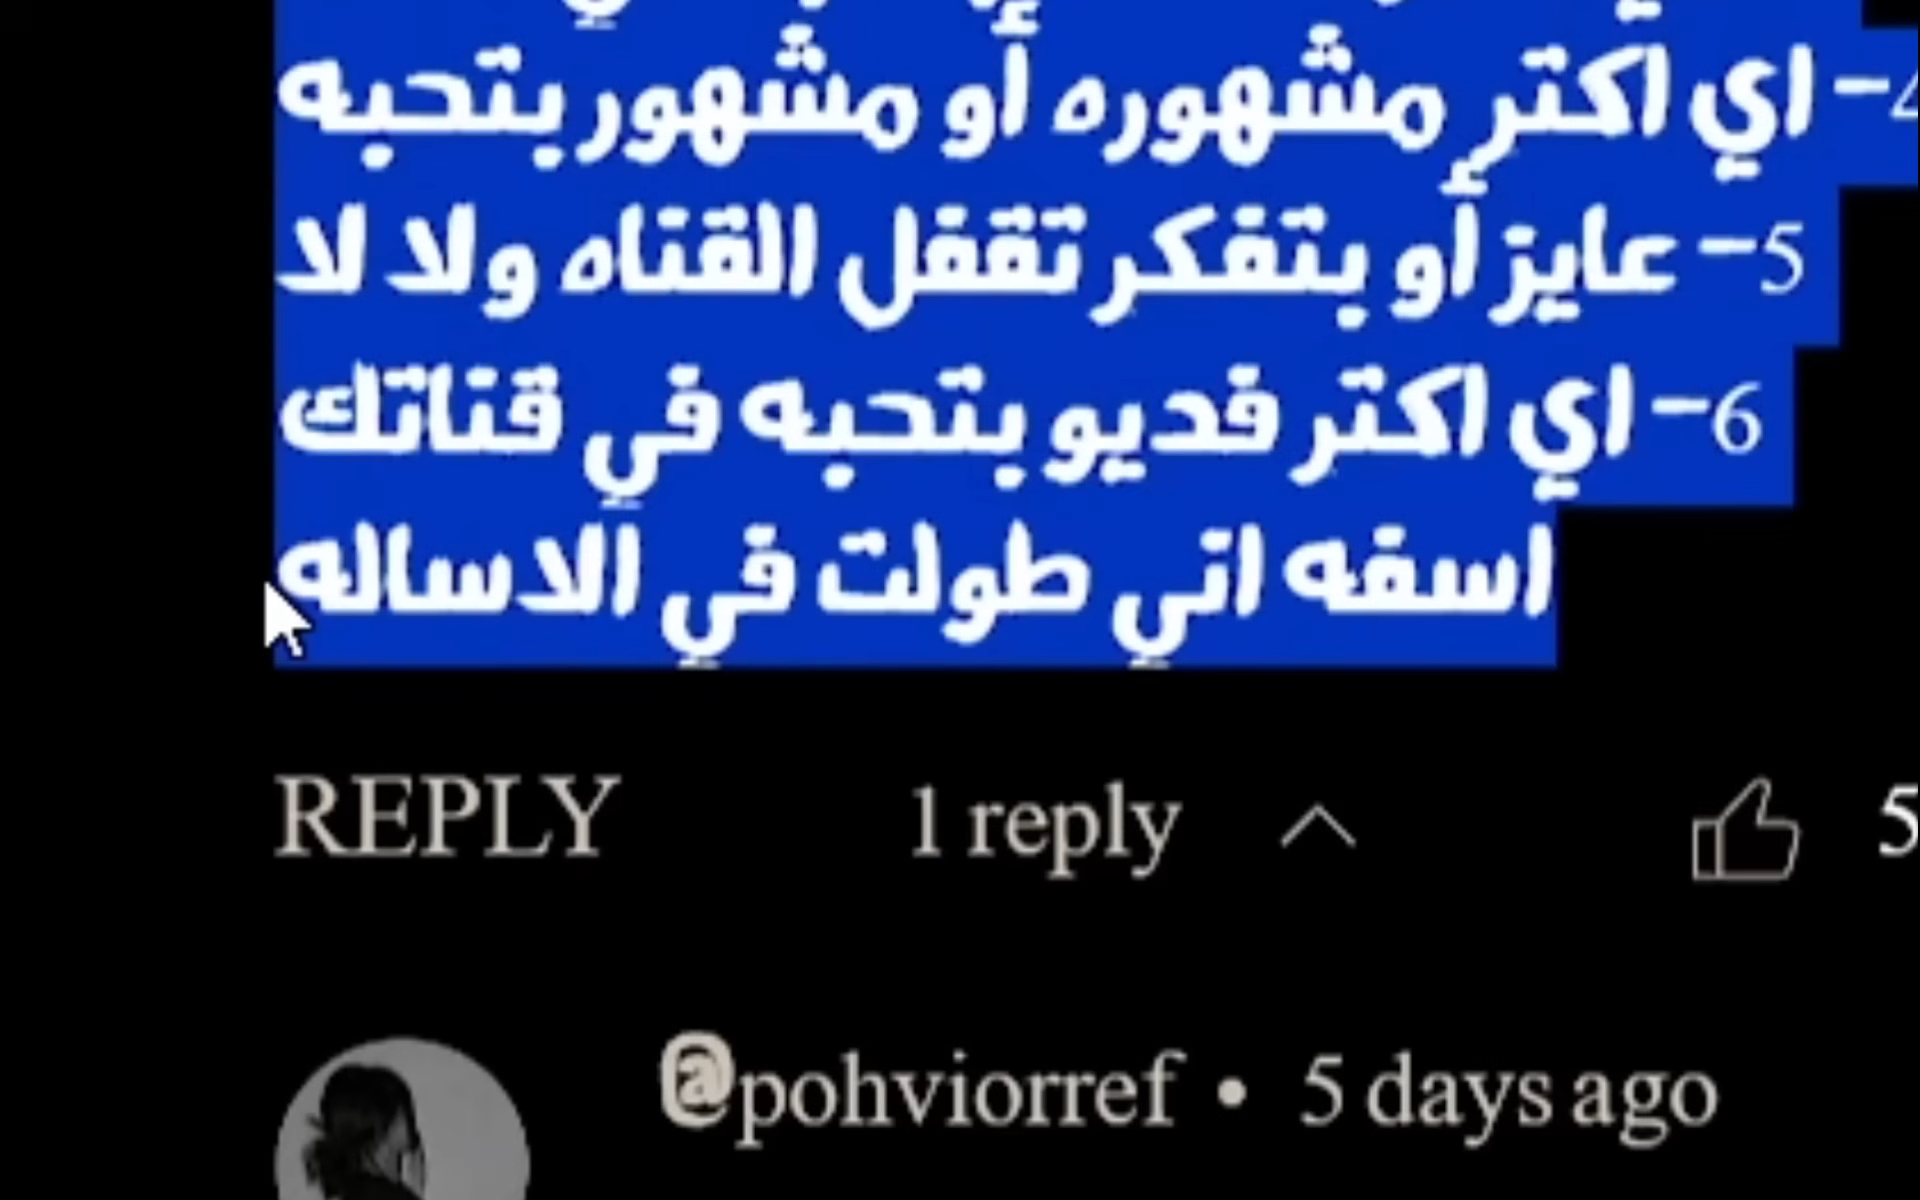 4- اي اكتر مشهوره أو مشهور بتحبه
5- عايز أو بتفكر تقفل القناه ولا لا
6- اي اكتر فديو بتحبه في قناتك
اسفه اني طولت في الاساله
REPLY 1 reply 5
@pohviorref • 5 days ago